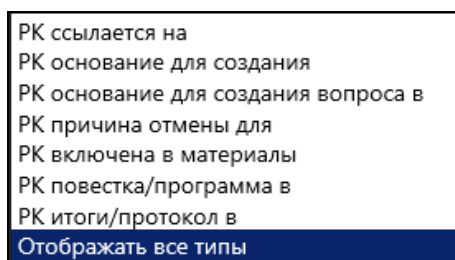 РК ссылается на
РК основание для создания
РК основание для создания вопроса в
РК причина отмены для
РК включена в материалы
РК повестка/программа в
РК итоги/протокол в
Отображать все типы